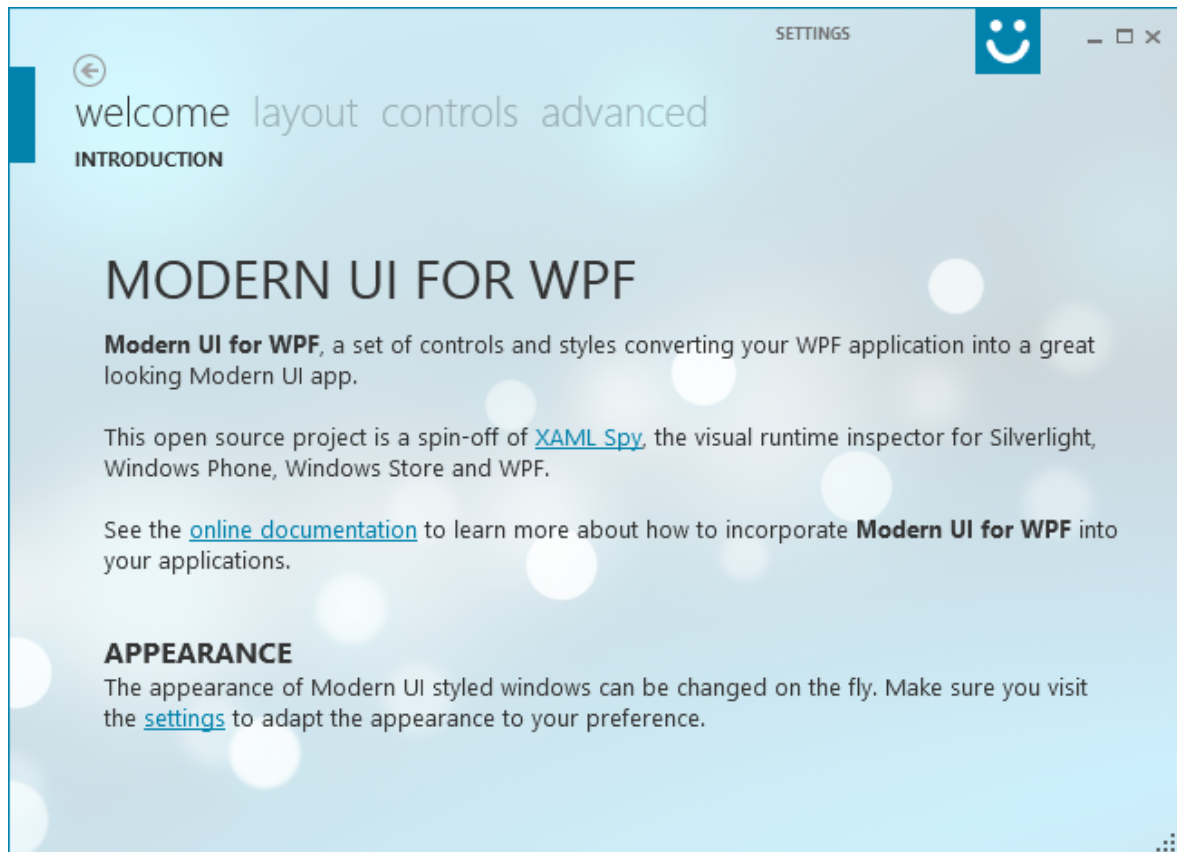 SETTINGS
welcome layout controls advanced
INTRODUCTION
MODERN UI FOR WPF
Modern UI for WPF, a set of controls and styles converting your WPF application into a great
looking Modern UI app.
This open source project is a spin-off of XAML Spy, the visual runtime inspector for Silverlight,
Windows Phone, Windows Store and WPF.
See the online documentation to learn more about how to incorporate Modern UI for WPF into
your applications.
APPEARANCE
The appearance of Modern UI styled windows can be changed on the fly. Make sure you visit
the settings to adapt the appearance to your preference.